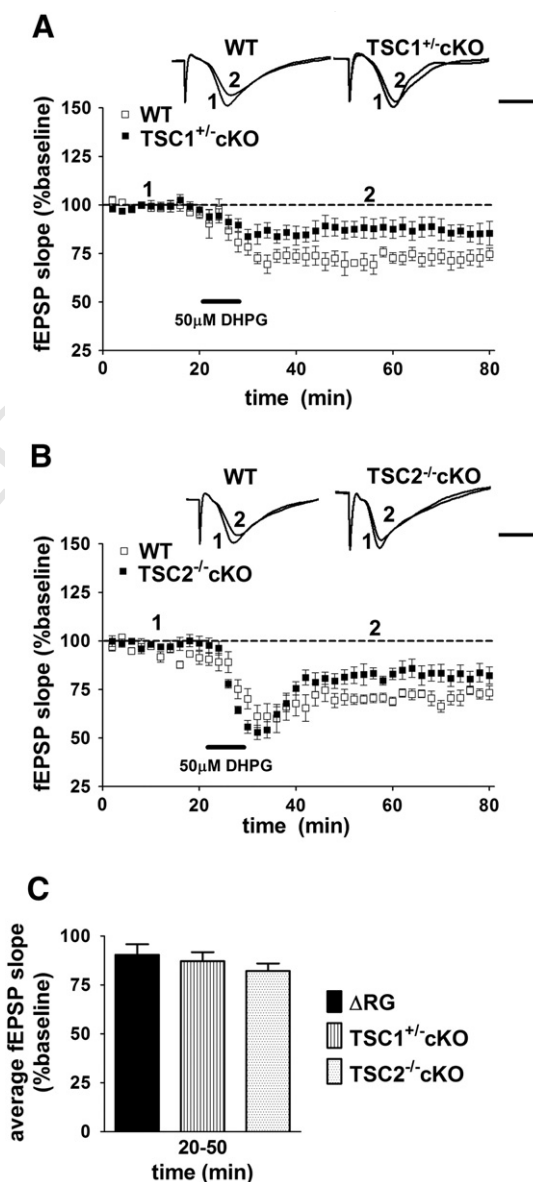 A
WT
TSC1+/-cKO
1
2
1
2
WT
TSC1+/-cKO
1
2
fEPSP slope (%baseline)
150
125
100
75
50
25
50μM DHPG
0
20
40
60
80
time (min)
B
WT
TSC2-/-cKO
1
2
1
2
WT
TSC2-/-cKO
1
2
fEPSP slope (%baseline)
150
125
100
75
50
25
50μM DHPG
0
20
40
60
80
time (min)
C
average fEPSP slope
(%baseline)
100
75
50
25
0
20-50
time (min)
ΔRG
TSC1+/-cKO
TSC2-/-cKO